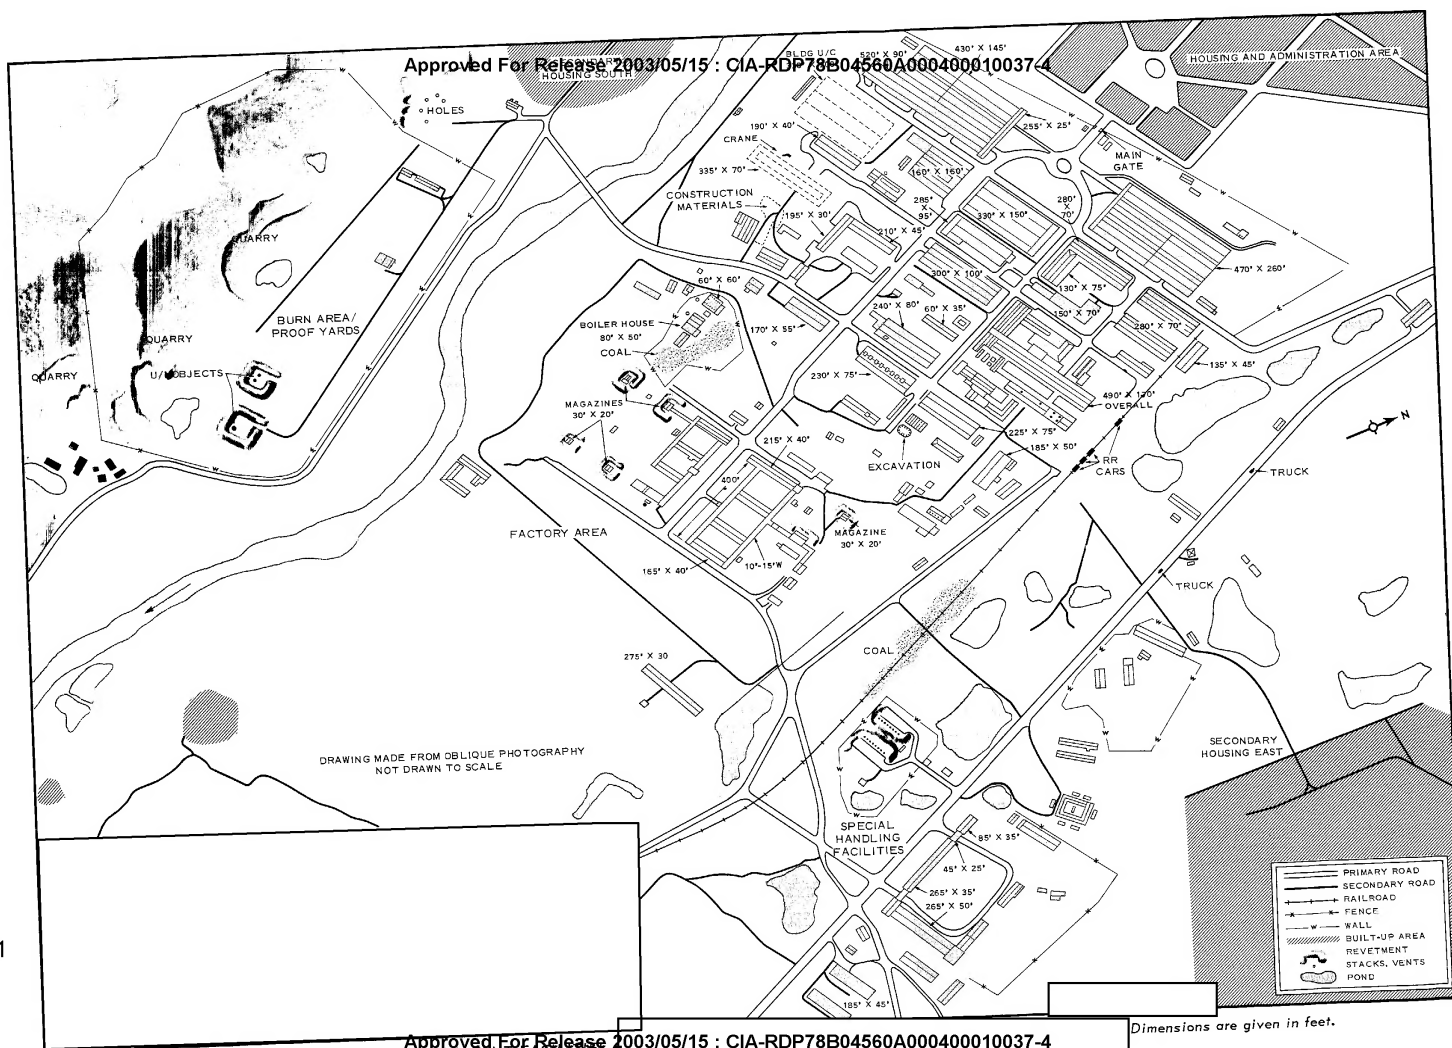 Approved For Release 2003/05/15 : CIA-RDP78B04560A000400010037-4
HOUSING SOUTH
BLDG U/C
520' X 90'
430' X 145'
HOUSING AND ADMINISTRATION AREA
HOLES
190' X 40'
CRANE
335' X 70'
255' X 25'
MAIN
GATE
160' X 160'
CONSTRUCTION
MATERIALS
195' X 30'
210' X 45'
285'
X
95'
330' X 150'
280'
X
70'
QUARRY
470' X 260'
300' X 100'
130' X 75'
60' X 60'
240' X 80'
60' X 35'
150' X 70'
280' X 70'
BURN AREA/
PROOF YARDS
BOILER HOUSE
80' X 50'
COAL
170' X 55'
QUARRY
QUARRY
U/I OBJECTS
230' X 75'
135' X 45'
MAGAZINES
30' X 20'
490' X 120'
OVERALL
225' X 75'
215' X 40'
185' X 50'
N
EXCAVATION
RR
CARS
TRUCK
400'
FACTORY AREA
MAGAZINE
30' X 20'
165' X 40'
10'-15'W
TRUCK
COAL
275' X 30
DRAWING MADE FROM OBLIQUE PHOTOGRAPHY
NOT DRAWN TO SCALE
SECONDARY
HOUSING EAST
SPECIAL
HANDLING
FACILITIES
85' X 35'
45' X 25'
265' X 35'
265' X 50'
185' X 45'
PRIMARY ROAD
SECONDARY ROAD
RAILROAD
FENCE
WALL
BUILT-UP AREA
REVETMENT
STACKS, VENTS
POND
1
Dimensions are given in feet.
Approved For Release 2003/05/15 : CIA-RDP78B04560A000400010037-4